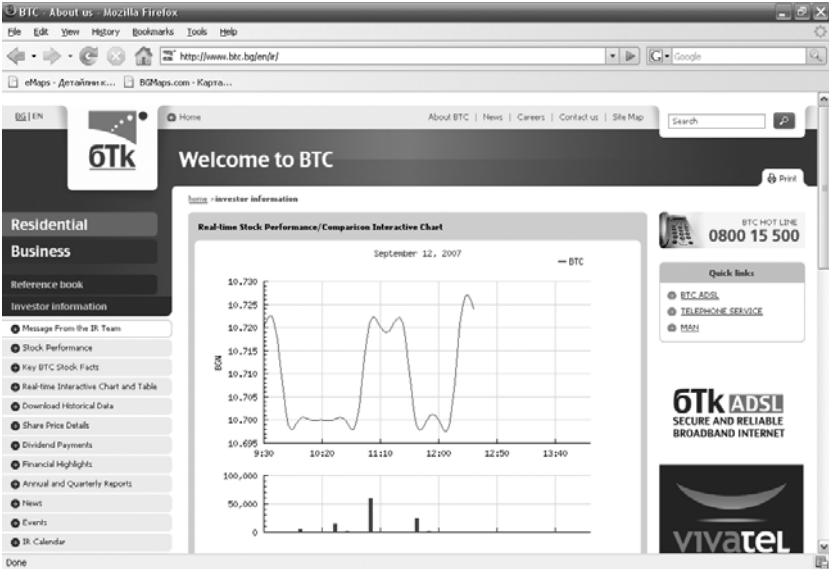 BTC - About us - Mozilla Firefox
File Edit View History Bookmarks Tools Help
http://www.btc.bg/en/ir/
Google
eMaps - Детайлни к...
BGMaps.com - Карта...
BG | EN
Home
About BTC | News | Careers | Contact us | Site Map
Search
бTk
Welcome to BTC
Print
home > investor information
Residential
Business
Reference book
Investor information
Message From the IR Team
Stock Performance
Key BTC Stock Facts
Real-time Interactive Chart and Table
Download Historical Data
Share Price Details
Dividend Payments
Financial Highlights
Annual and Quarterly Reports
News
Events
IR Calendar
Real-time Stock Performance/Comparison Interactive Chart
September 12, 2007
BTC
BGN
10.730
10.725
10.720
10.715
10.710
10.705
10.700
10.695
9:30 10:20 11:10 12:00 12:50 13:40
100,000
50,000
0
BTC HOT LINE
0800 15 500
Quick links
BTC ADSL
TELEPHONE SERVICE
MAN
бTk ADSL
SECURE AND RELIABLE
BROADBAND INTERNET
vivatel
Done